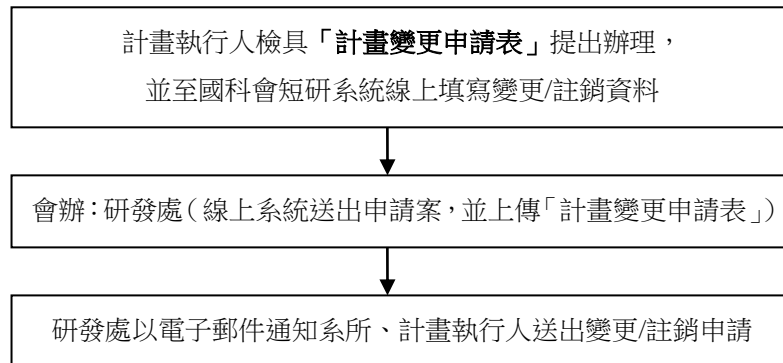 計畫執行人檢具「計畫變更申請表」提出辦理，
並至國科會短研系統線上填寫變更/註銷資料
會辦：研發處（線上系統送出申請案，並上傳「計畫變更申請表」）
研發處以電子郵件通知系所、計畫執行人送出變更/註銷申請